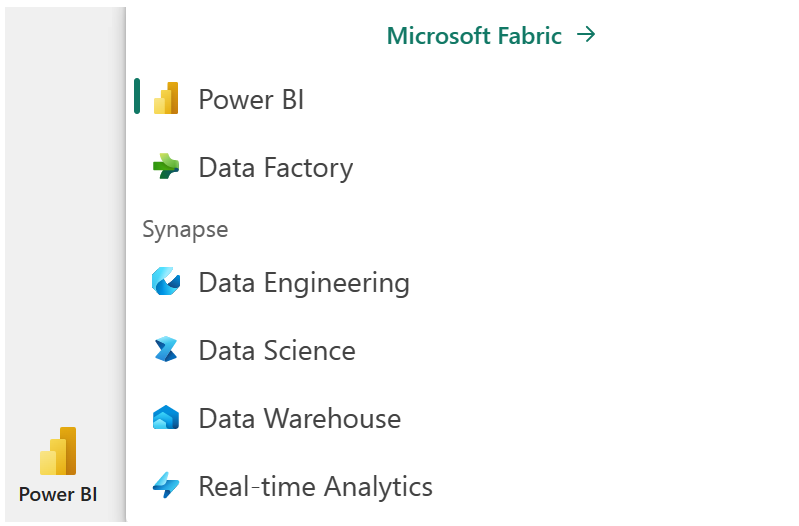 Microsoft Fabric →
Power BI
Data Factory
Synapse
Data Engineering
Data Science
Data Warehouse
Real-time Analytics
Power BI